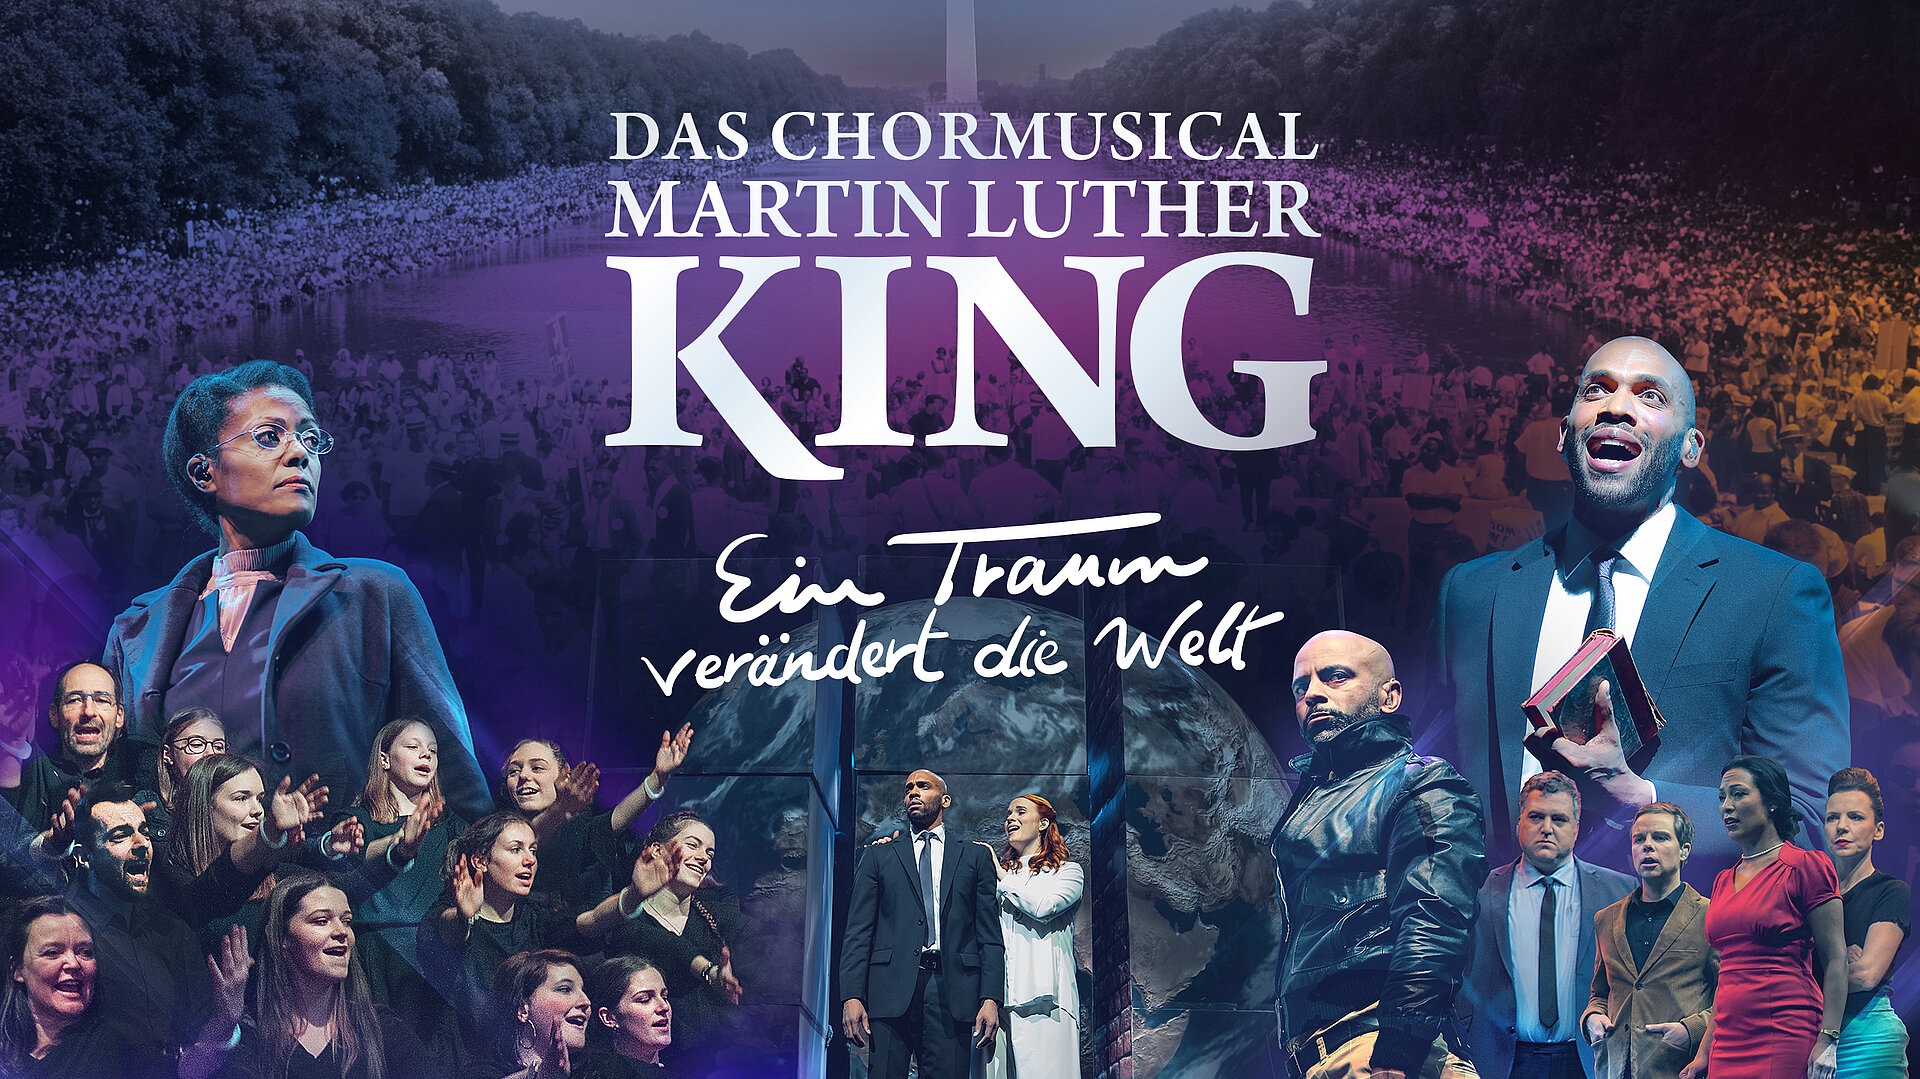 DAS CHORMUSICAL
MARTIN LUTHER
KING
Ein Traum
verändert die Welt